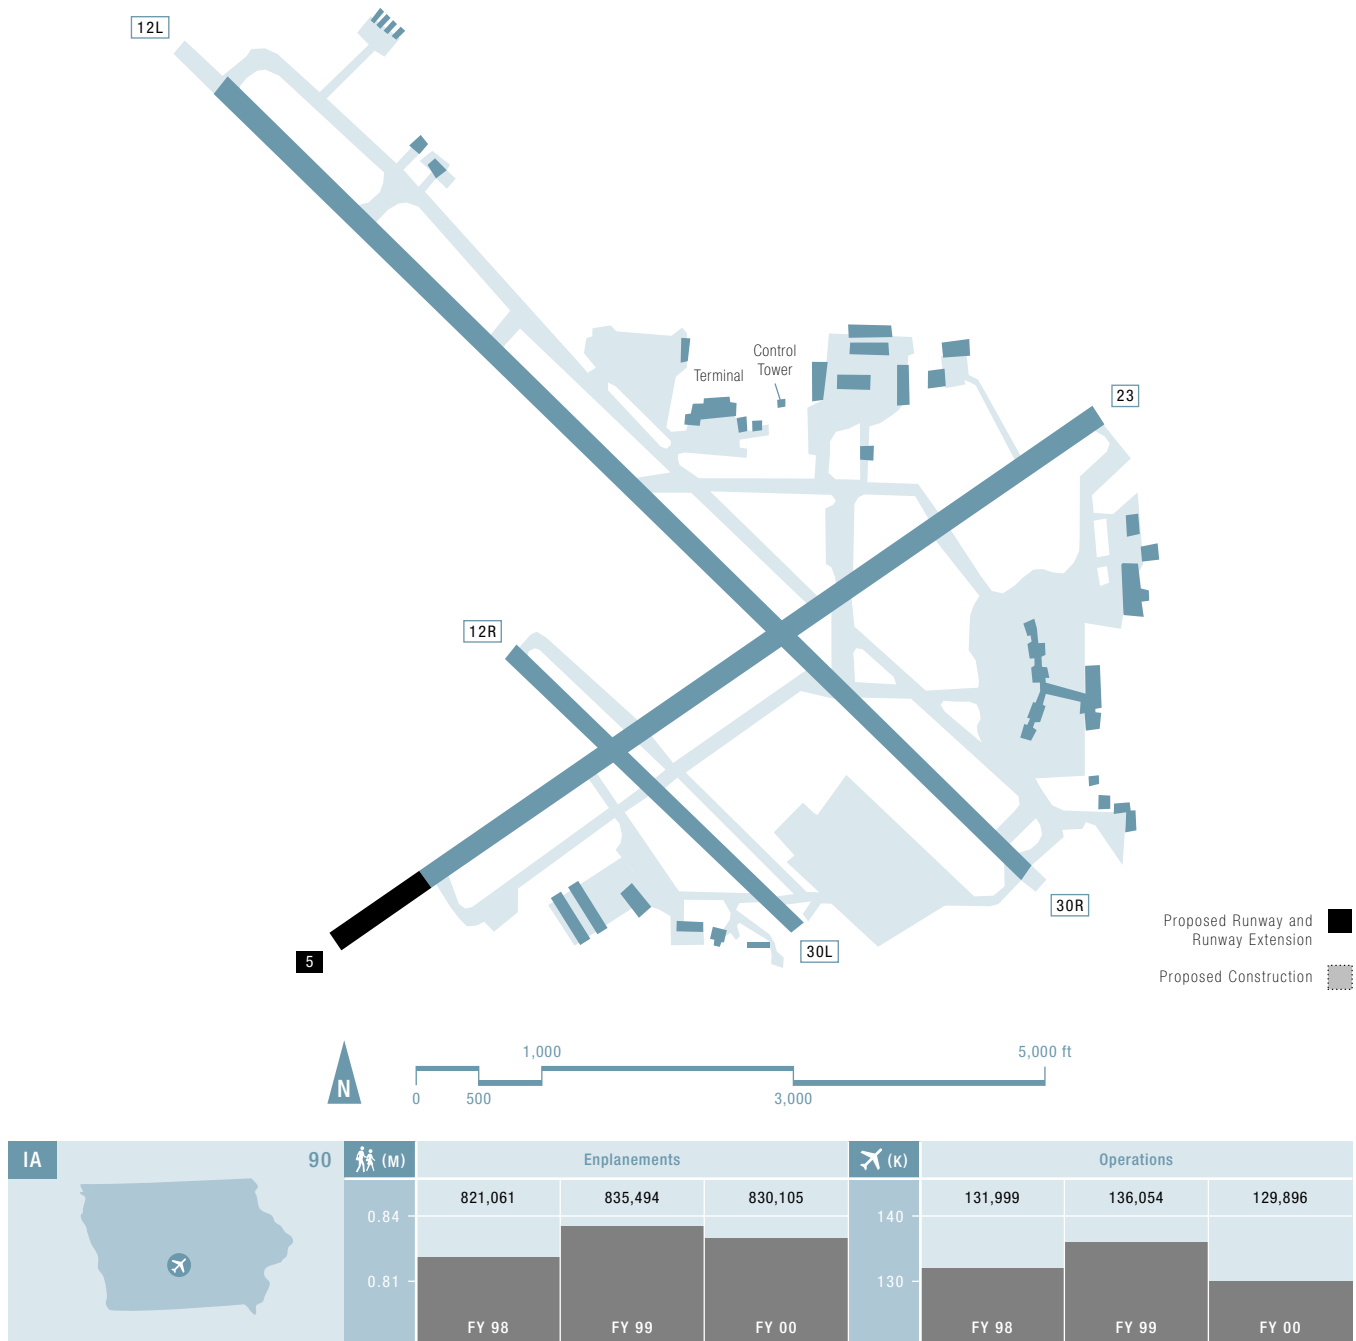 12L
Control
Tower
Terminal
23
12R
30R
Proposed Runway and
Runway Extension
30L
5
Proposed Construction
1,000
5,000 ft
N
0
500
3,000
IA
90
(M)
Enplanements
(K)
Operations
821,061
835,494
830,105
131,999
136,054
129,896
0.84
140
0.81
130
FY 98
FY 99
FY 00
FY 98
FY 99
FY 00